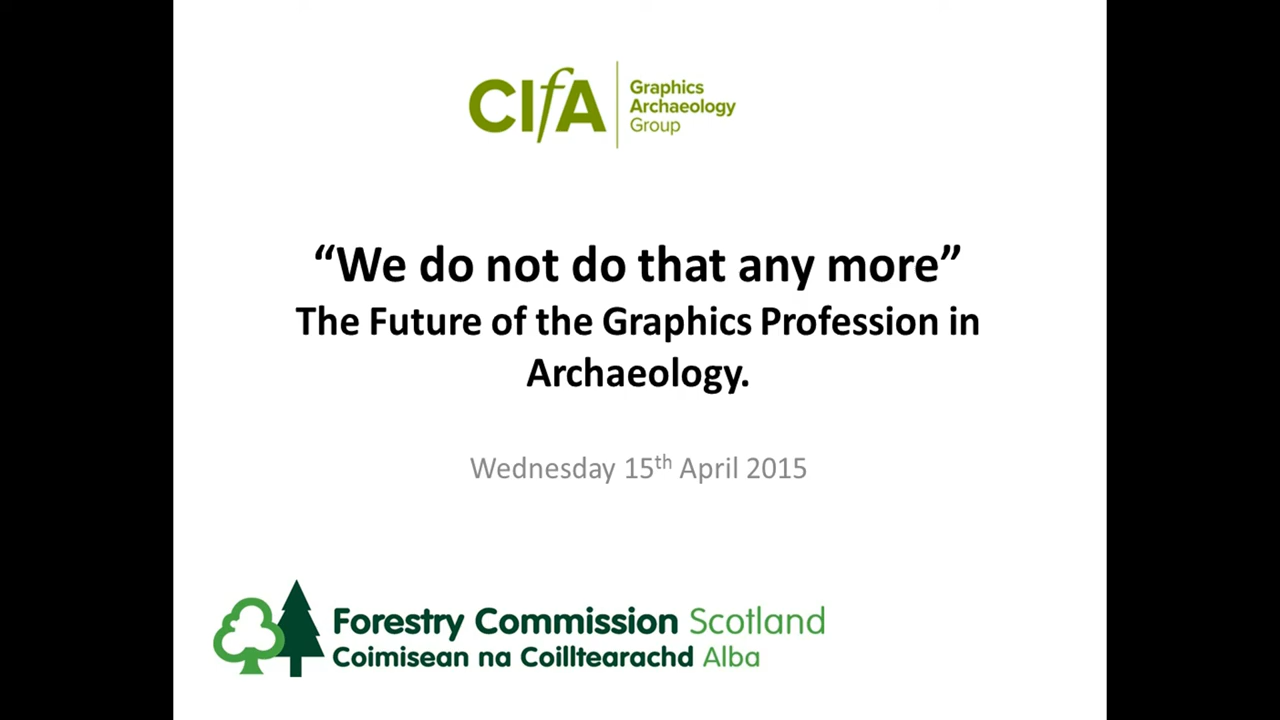 CIfA
Graphics
Archaeology
Group
“We do not do that any more”
The Future of the Graphics Profession in
Archaeology.
Wednesday 15th April 2015
Forestry Commission Scotland
Coimisean na Coilltearachd Alba